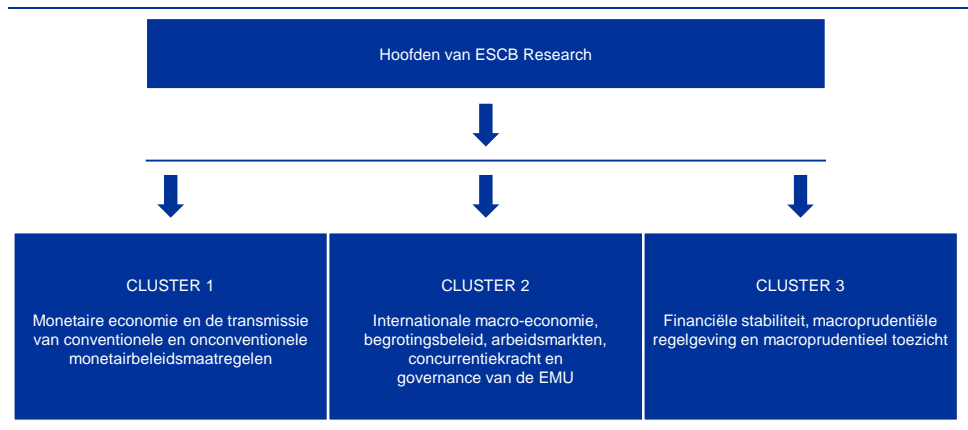 Hoofden van ESCB Research
CLUSTER 1
Monetaire economie en de transmissie
van conventionele en onconventionele
monetairbeleidsmaatregelen
CLUSTER 2
Internationale macro-economie,
begrotingsbeleid, arbeidsmarkten,
concurrentiekracht en
governance van de EMU
CLUSTER 3
Financiële stabiliteit, macroprudentiële
regelgeving en macroprudentieel toezicht